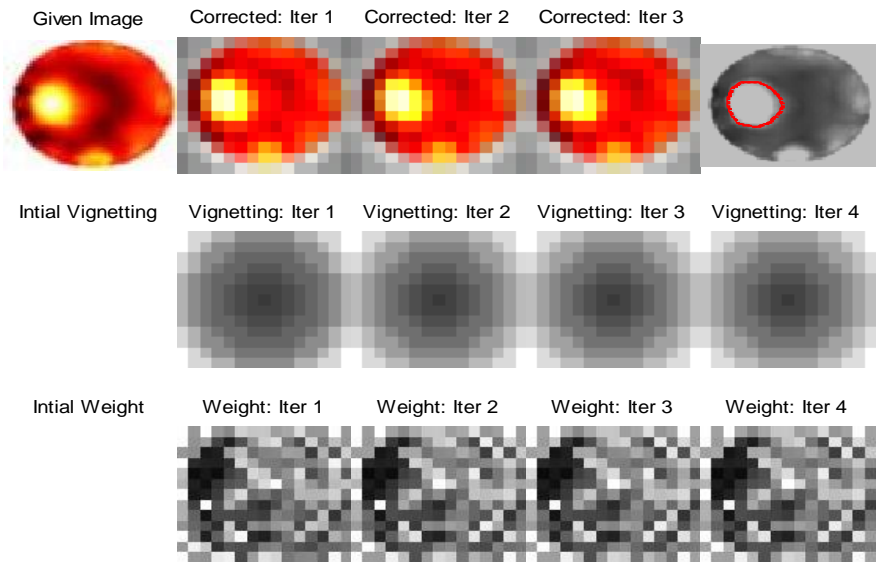 Given Image
Corrected: Iter 1
Corrected: Iter 2
Corrected: Iter 3
Intial Vignetting
Vignetting: Iter 1
Vignetting: Iter 2
Vignetting: Iter 3
Vignetting: Iter 4
Intial Weight
Weight: Iter 1
Weight: Iter 2
Weight: Iter 3
Weight: Iter 4